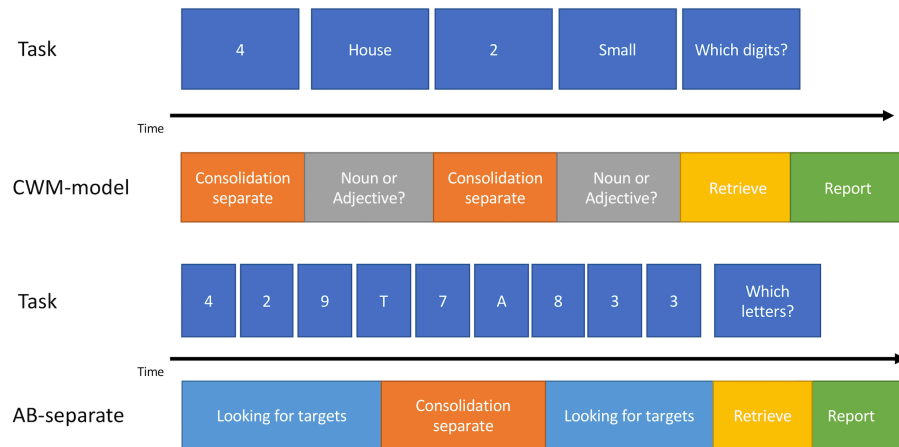 Task
4
House
2
Small
Which digits?
Time
CWM-model
Consolidation
separate
Noun or
Adjective?
Consolidation
separate
Noun or
Adjective?
Retrieve
Report
Task
4
2
9
T
7
A
8
3
3
Which
letters?
Time
AB-separate
Looking for targets
Consolidation
separate
Looking for targets
Retrieve
Report